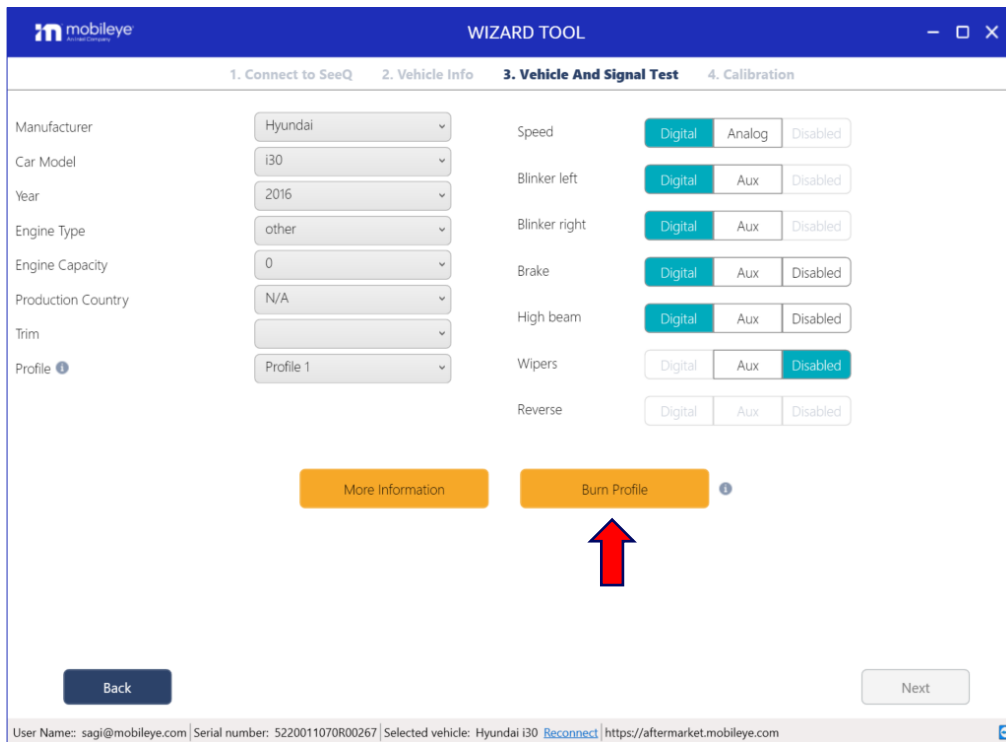 mobileye
An Intel Company
WIZARD TOOL
1. Connect to SeeQ 2. Vehicle Info 3. Vehicle And Signal Test 4. Calibration
Manufacturer Hyundai
Car Model i30
Year 2016
Engine Type other
Engine Capacity 0
Production Country N/A
Trim
Profile Profile 1
Speed Digital Analog Disabled
Blinker left Digital Aux Disabled
Blinker right Digital Aux Disabled
Brake Digital Aux Disabled
High beam Digital Aux Disabled
Wipers Digital Aux Disabled
Reverse Digital Aux Disabled
More Information Burn Profile
Back Next
User Name:: sagi@mobileye.com Serial number: 5220011070R00267 Selected vehicle: Hyundai i30 Reconnect https://aftermarket.mobileye.com